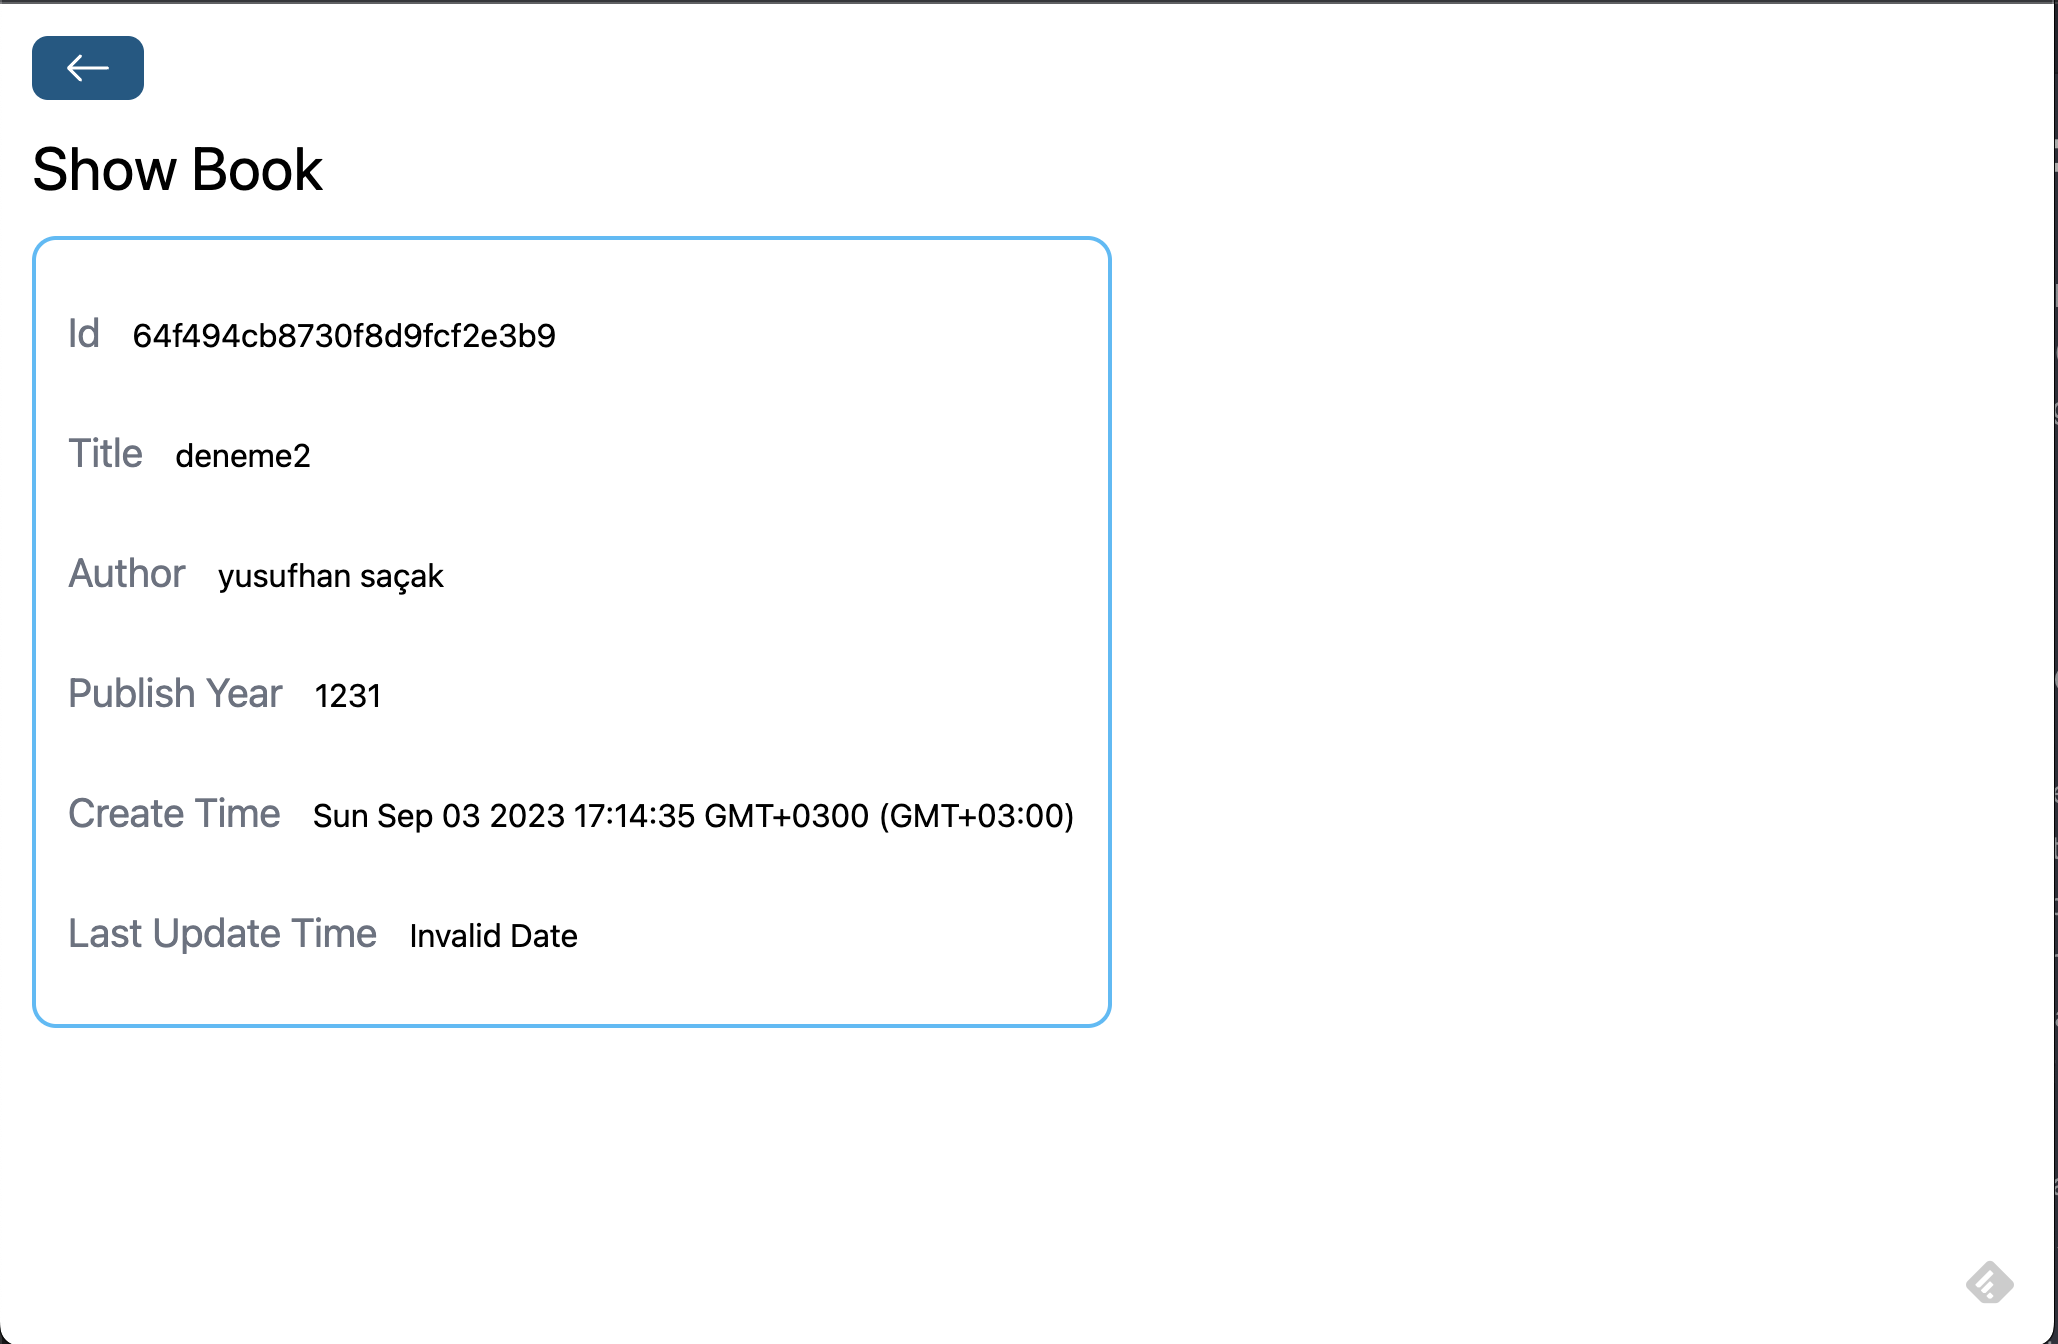 Show Book
Id 64f494cb8730f8d9fcf2e3b9
Title deneme2
Author yusufhan saçak
Publish Year 1231
Create Time Sun Sep 03 2023 17:14:35 GMT+0300 (GMT+03:00)
Last Update Time Invalid Date